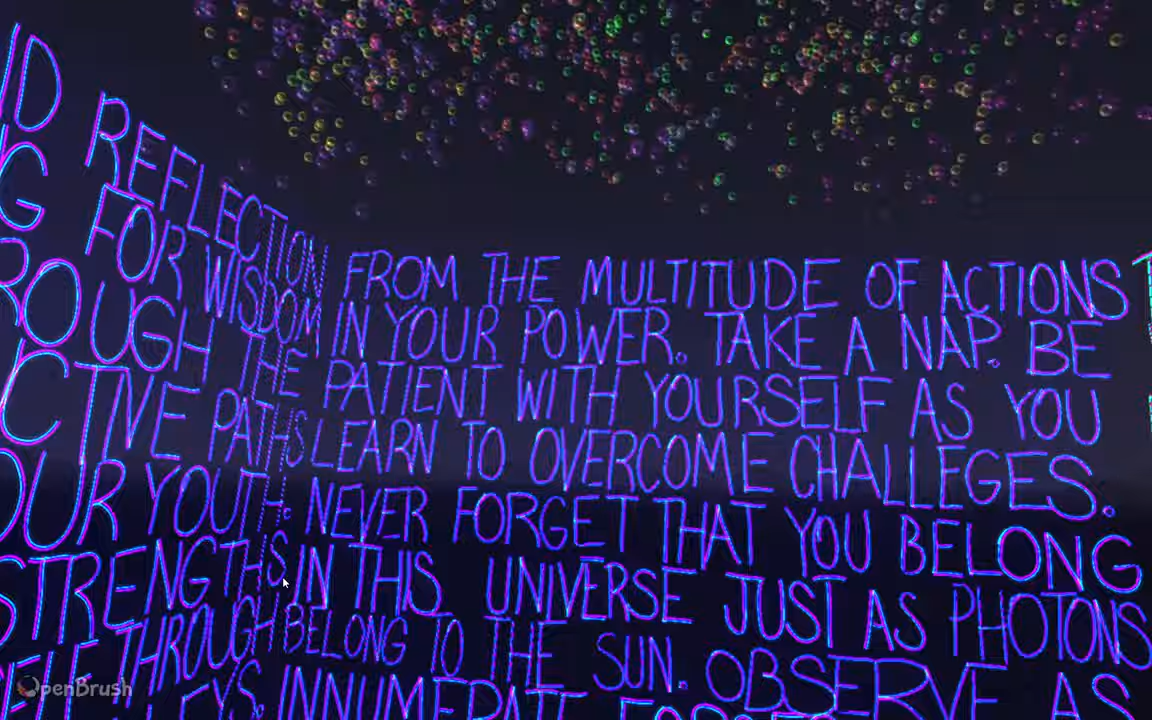 REFLECTION
FOR WISDOM
ROUGH THE
CTIVE PATHS
OUR YOUTH.
STRENGTHS.
SELF THROUGH
FROM THE MULTITUDE OF ACTIONS
IN YOUR POWER. TAKE A NAP. BE
PATIENT WITH YOURSELF AS YOU
LEARN TO OVERCOME CHALLEGES.
NEVER FORGET THAT YOU BELONG
IN THIS UNIVERSE JUST AS PHOTONS
BELONG TO THE SUN. OBSERVE AS
OpenBrush